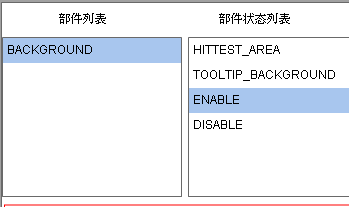 部件列表
部件状态列表
BACKGROUND
HITTEST_AREA
TOOLTIP_BACKGROUND
ENABLE
DISABLE